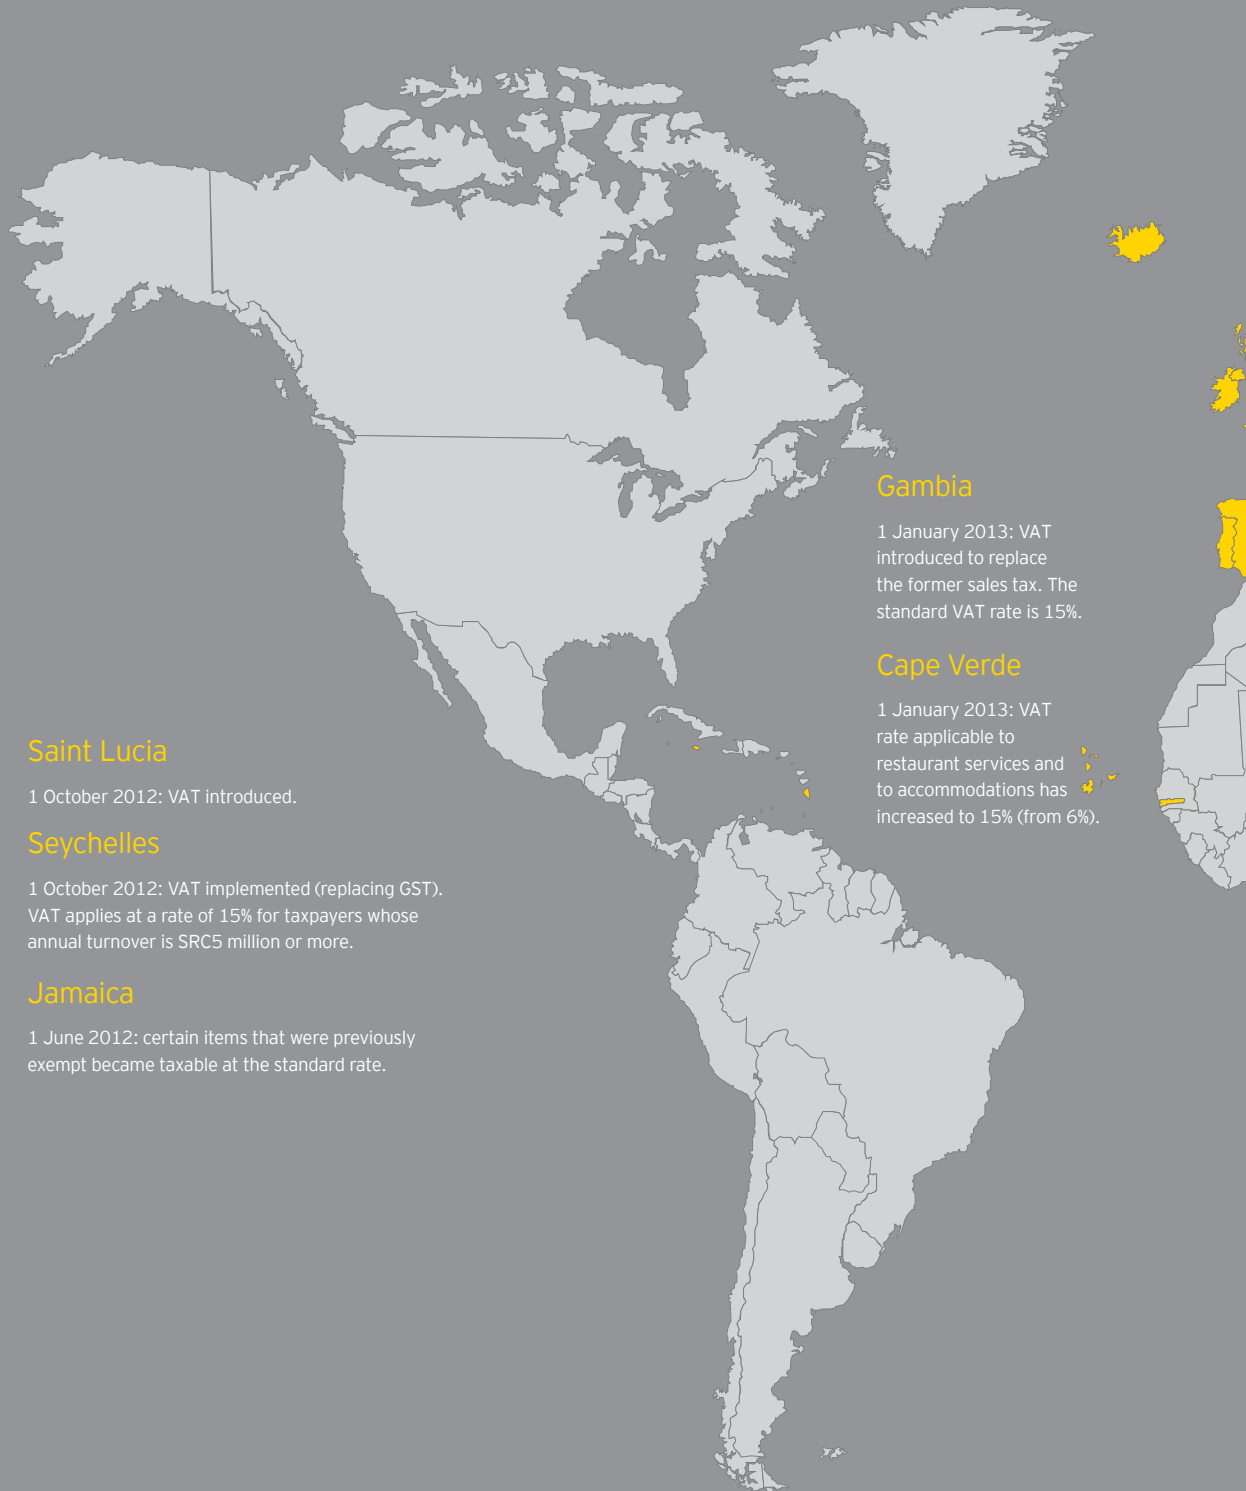 Gambia
1 January 2013: VAT
introduced to replace
the former sales tax. The
standard VAT rate is 15%.
Cape Verde
1 January 2013: VAT
rate applicable to
restaurant services and
to accommodations has
increased to 15% (from 6%).
Saint Lucia
1 October 2012: VAT introduced.
Seychelles
1 October 2012: VAT implemented (replacing GST).
VAT applies at a rate of 15% for taxpayers whose
annual turnover is SRC5 million or more.
Jamaica
1 June 2012: certain items that were previously
exempt became taxable at the standard rate.